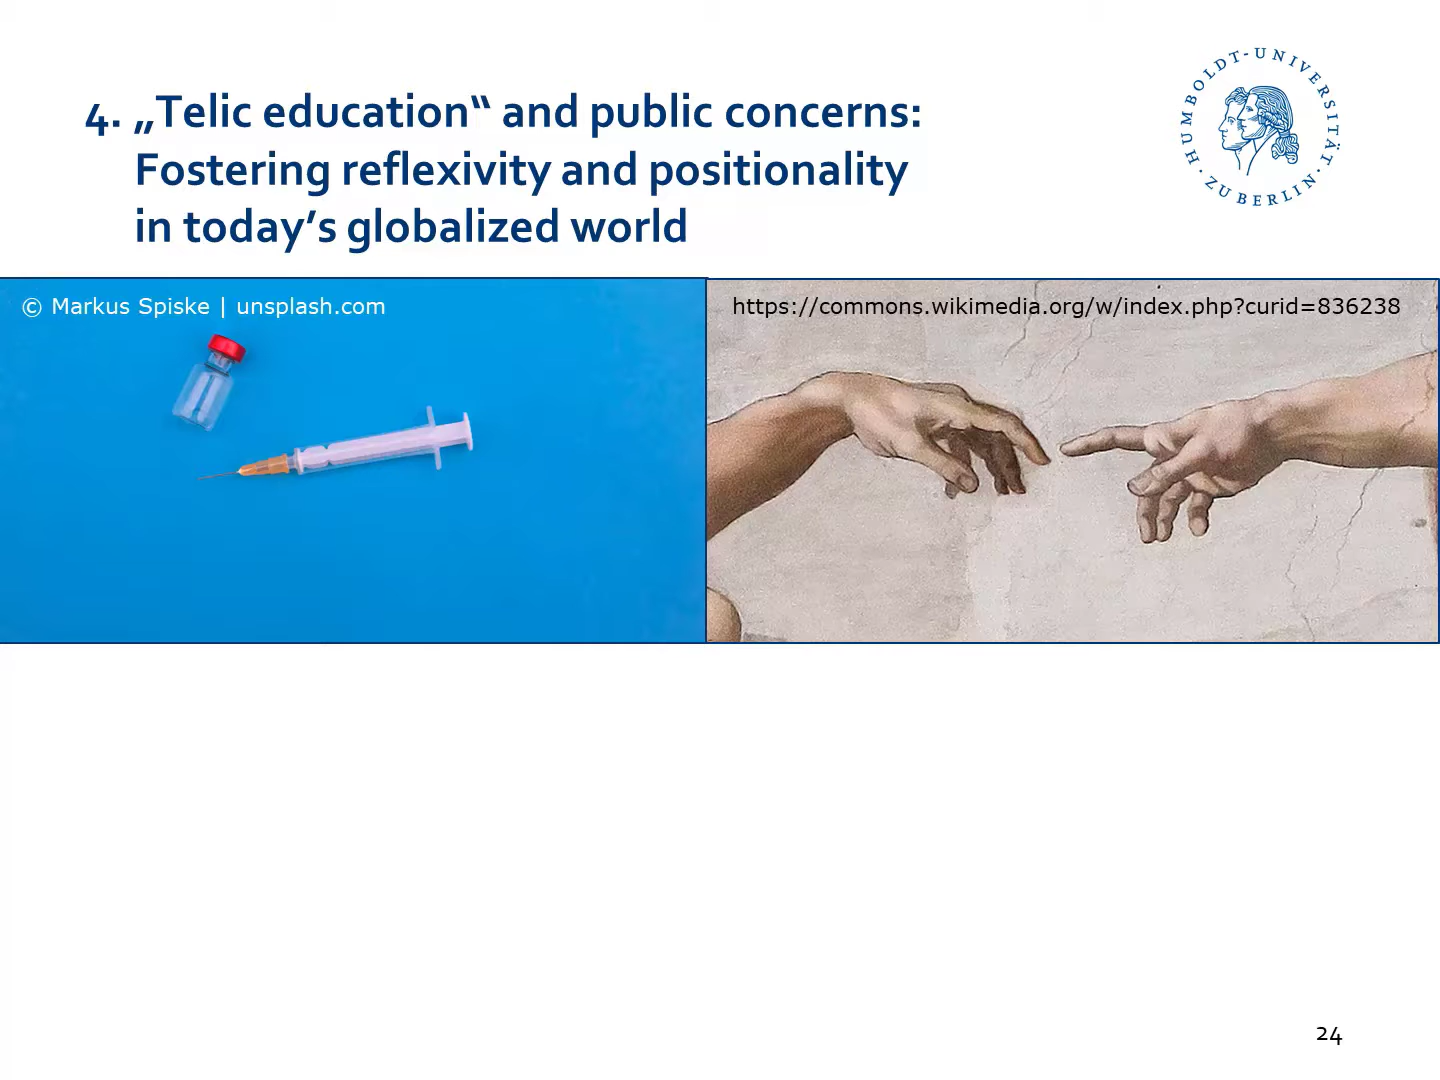 4. „Telic education“ and public concerns:
Fostering reflexivity and positionality
in today’s globalized world
HUMBOLDT-UNIVERSITÄT
· ZU BERLIN ·
© Markus Spiske | unsplash.com
https://commons.wikimedia.org/w/index.php?curid=836238
24